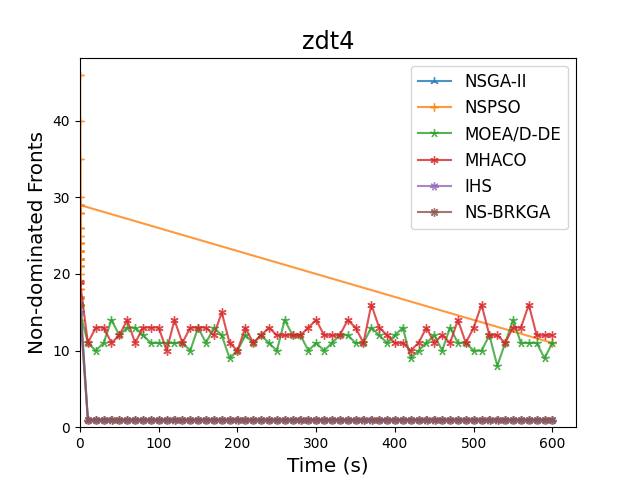 zdt4
Non-dominated Fronts
40
30
20
10
0
0
100
200
300
400
500
600
Time (s)
NSGA-II
NSPSO
MOEA/D-DE
MHACO
IHS
NS-BRKGA